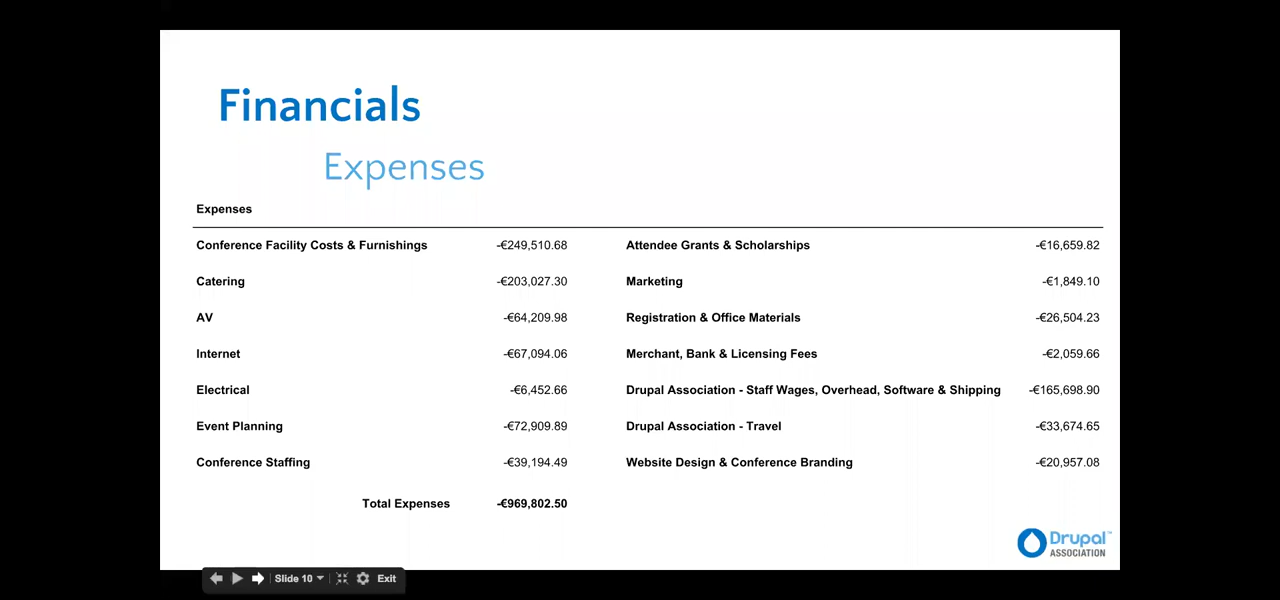 Financials
Expenses
Expenses
Conference Facility Costs & Furnishings -€249,510.68 Attendee Grants & Scholarships -€16,659.82
Catering -€203,027.30 Marketing -€1,849.10
AV -€64,209.98 Registration & Office Materials -€26,504.23
Internet -€67,094.06 Merchant, Bank & Licensing Fees -€2,059.66
Electrical -€6,452.66 Drupal Association - Staff Wages, Overhead, Software & Shipping -€165,698.90
Event Planning -€72,909.89 Drupal Association - Travel -€33,674.65
Conference Staffing -€39,194.49 Website Design & Conference Branding -€20,957.08
Total Expenses -€969,802.50
Drupal™
ASSOCIATION
Slide 10 Exit